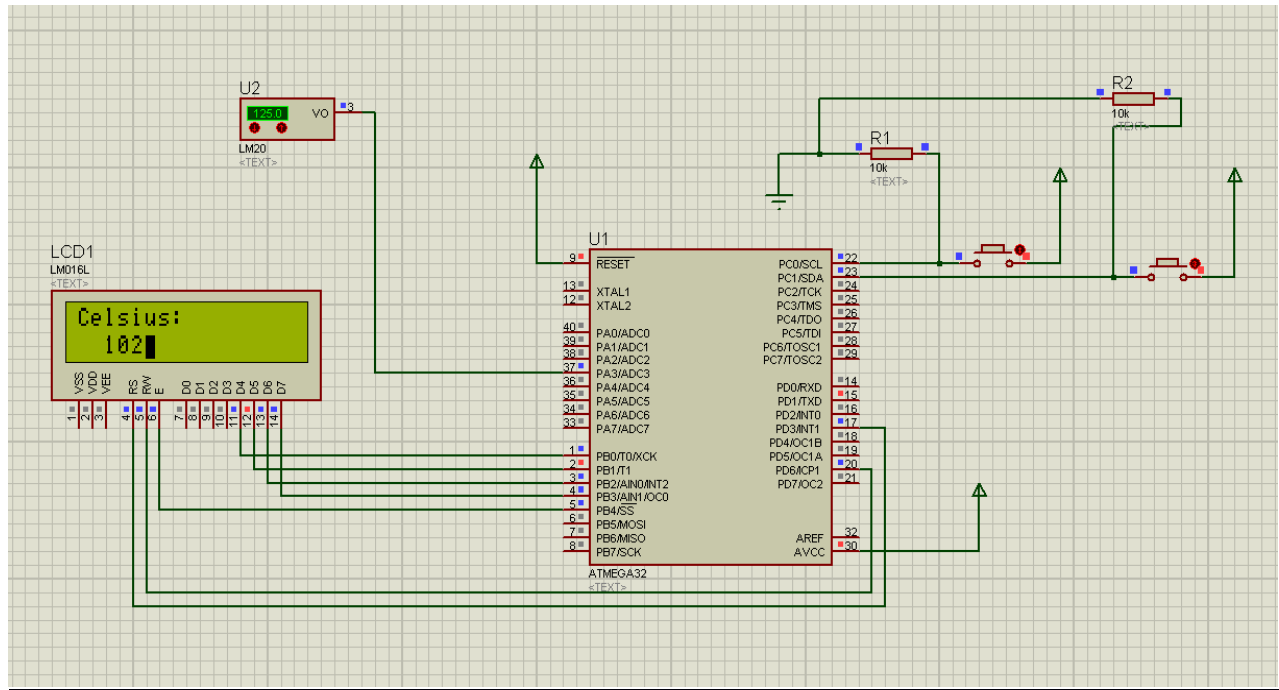 U2
125.0
VO
3
LM20
<TEXT>
R2
10k
<TEXT>
R1
10k
<TEXT>
LCD1
LM016L
<TEXT>
Celsius:
102
VSS
VDD
VEE
RS
RW
E
D0
D1
D2
D3
D4
D5
D6
D7
1
2
3
4
5
6
7
8
9
10
11
12
13
14
U1
9 RESET
13 XTAL1
12 XTAL2
40 PA0/ADC0
39 PA1/ADC1
38 PA2/ADC2
37 PA3/ADC3
36 PA4/ADC4
35 PA5/ADC5
34 PA6/ADC6
33 PA7/ADC7
1 PB0/T0/XCK
2 PB1/T1
3 PB2/AIN0/INT2
4 PB3/AIN1/OC0
5 PB4/SS
6 PB5/MOSI
7 PB6/MISO
8 PB7/SCK
PC0/SCL 22
PC1/SDA 23
PC2/TCK 24
PC3/TMS 25
PC4/TDO 26
PC5/TDI 27
PC6/TOSC1 28
PC7/TOSC2 29
PD0/RXD 14
PD1/TXD 15
PD2/INT0 16
PD3/INT1 17
PD4/OC1B 18
PD5/OC1A 19
PD6/ICP1 20
PD7/OC2 21
AREF 32
AVCC 30
ATMEGA32
<TEXT>